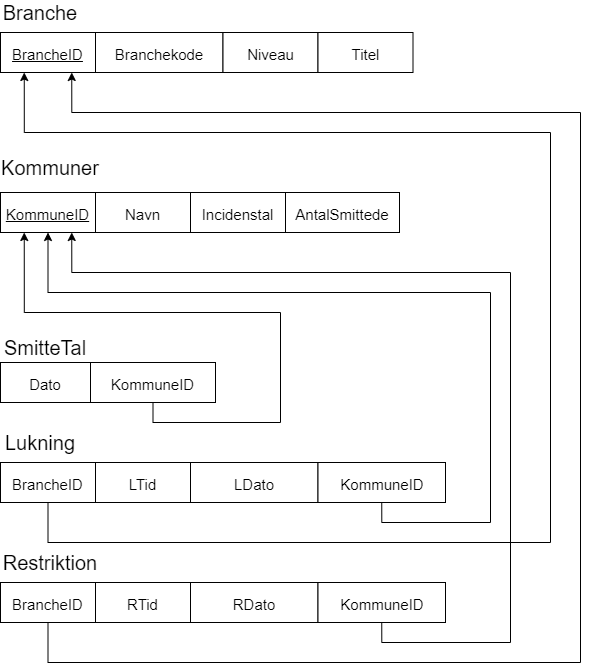 Branche
BrancheID Branchekode Niveau Titel
Kommuner
KommuneID Navn Incidenstal AntalSmittede
SmitteTal
Dato KommuneID
Lukning
BrancheID LTid LDato KommuneID
Restriktion
BrancheID RTid RDato KommuneID